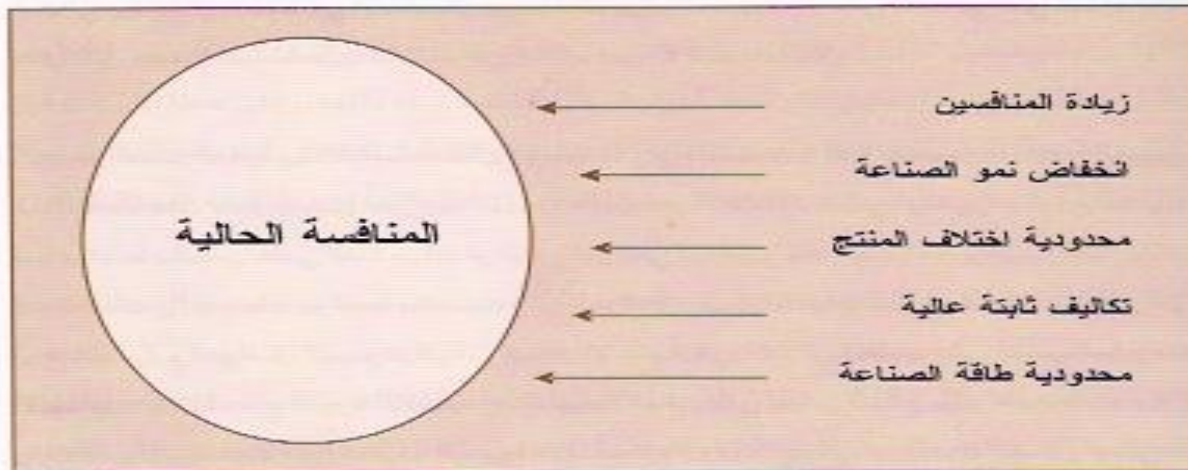 زيادة المنافسين
انخفاض نمو الصناعة
المنافسة الحالية
محدودية اختلاف المنتج
تكاليف ثابتة عالية
محدودية طاقة الصناعة